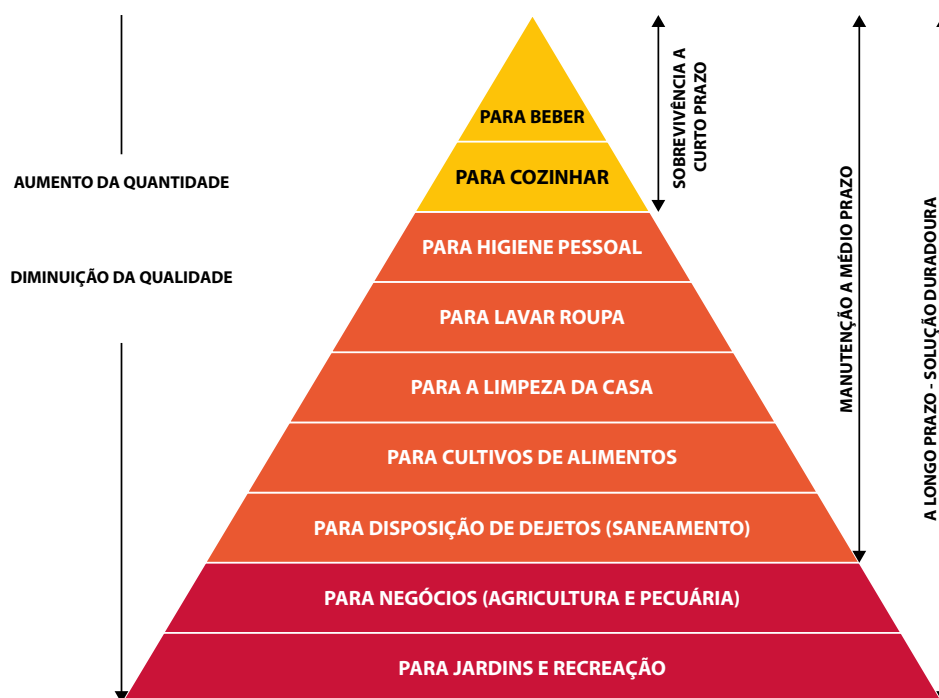 PARA BEBER
PARA COZINHAR
PARA HIGIENE PESSOAL
PARA LAVAR ROUPA
PARA A LIMPEZA DA CASA
PARA CULTIVOS DE ALIMENTOS
PARA DISPOSIÇÃO DE DEJETOS (SANEAMENTO)
PARA NEGÓCIOS (AGRICULTURA E PECUÁRIA)
PARA JARDINS E RECREAÇÃO
AUMENTO DA QUANTIDADE
DIMINUIÇÃO DA QUALIDADE
SOBREVIVÊNCIA A
CURTO PRAZO
MANUTENÇÃO A MÉDIO PRAZO
A LONGO PRAZO - SOLUÇÃO DURADOURA